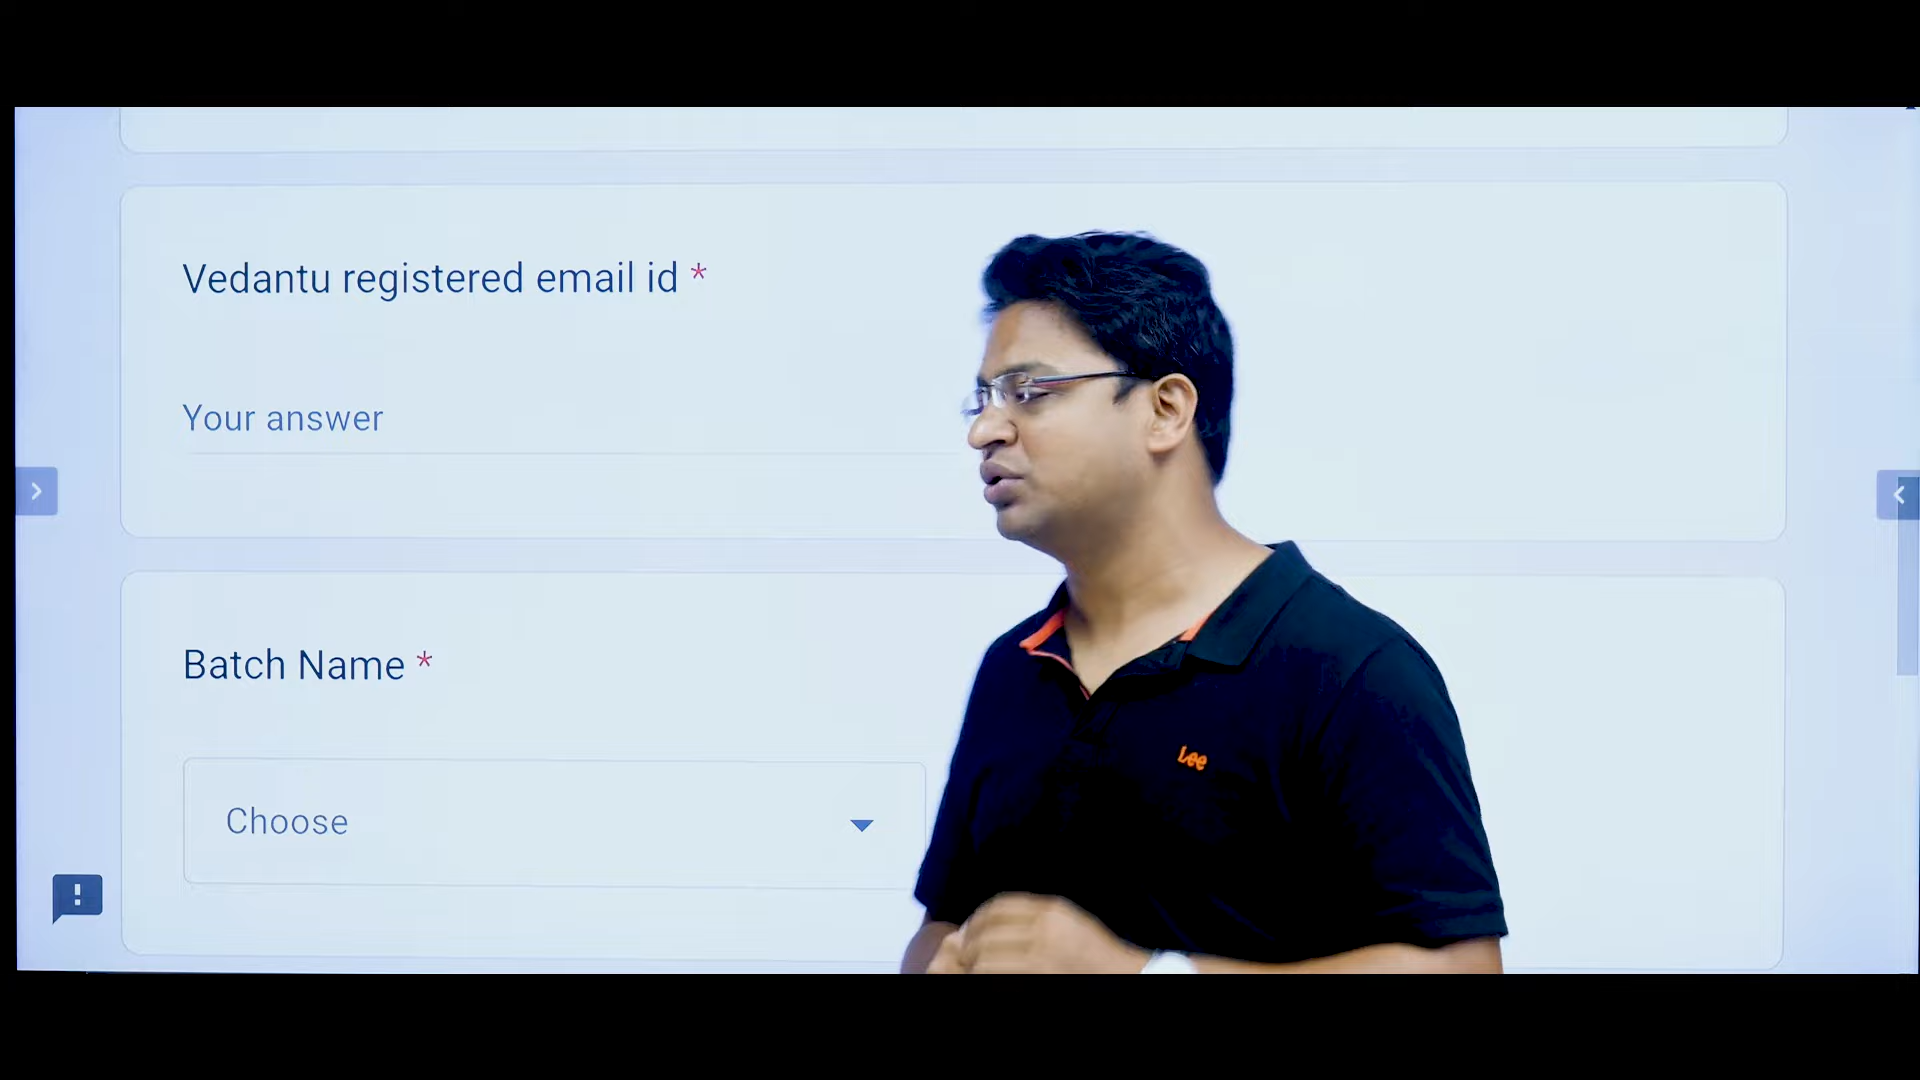 Vedantu registered email id *
Your answer
Batch Name *
Choose
Lee